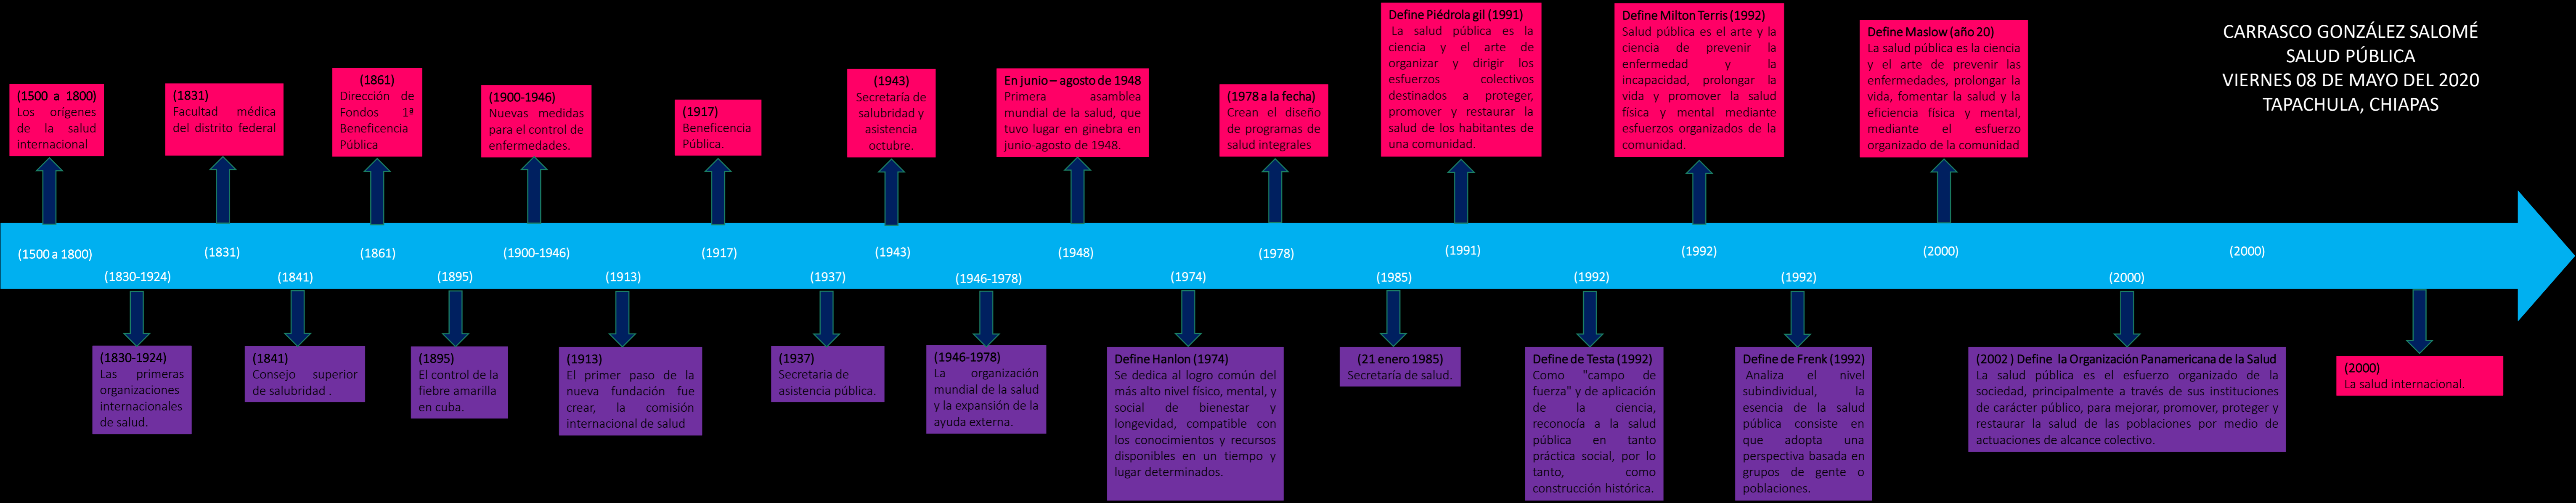 Define Piédrola gil (1991)
La salud pública es la
ciencia y el arte de
organizar y dirigir los
esfuerzos colectivos
destinados a proteger,
promover y restaurar la
salud de los habitantes de
una comunidad.
Define Milton Terris (1992)
Salud pública es el arte y la
ciencia de prevenir la
enfermedad y la
incapacidad, prolongar la
vida y promover la salud
física y mental mediante
esfuerzos organizados de la
comunidad.
Define Maslow (año 20)
La salud pública es la ciencia
y el arte de prevenir las
enfermedades, prolongar la
vida, fomentar la salud y la
eficiencia física y mental,
mediante el esfuerzo
organizado de la comunidad
CARRASCO GONZÁLEZ SALOMÉ
SALUD PÚBLICA
VIERNES 08 DE MAYO DEL 2020
TAPACHULA, CHIAPAS
(1500 a 1800)
Los orígenes
de la salud
internacional
(1831)
Facultad médica
del distrito federal
(1861)
Dirección de
Fondos 1ª
Beneficencia
Pública
(1900-1946)
Nuevas medidas
para el control de
enfermedades.
(1917)
Beneficencia
Pública.
(1943)
Secretaría de
salubridad y
asistencia
octubre.
En Junio – agosto de 1948
Primera asamblea
mundial de la salud, que
tuvo lugar en ginebra en
junio-agosto de 1948.
(1978 a la fecha)
Crean el diseño
de programas de
salud integrales
(1500 a 1800)
(1831)
(1861)
(1900-1946)
(1917)
(1943)
(1948)
(1978)
(1991)
(1992)
(2000)
(2000)
(1830-1924)
(1841)
(1895)
(1913)
(1937)
(1946-1978)
(1974)
(1985)
(1992)
(1992)
(2000)
(1830-1924)
Las primeras
organizaciones
internacionales
de salud.
(1841)
Consejo superior
de salubridad .
(1895)
El control de la
fiebre amarilla
en cuba.
(1913)
El primer paso de la
nueva fundación fue
crear, la comisión
internacional de salud
(1937)
Secretaria de
asistencia pública.
(1946-1978)
La organización
mundial de la salud
y la expansión de la
ayuda externa.
Define Hanlon (1974)
Se dedica al logro común del
más alto nivel físico, mental, y
social de bienestar y
longevidad, compatible con
los conocimientos y recursos
disponibles en un tiempo y
lugar determinados.
(21 enero 1985)
Secretaría de salud.
Define de Testa (1992)
Como "campo de
fuerza" y de aplicación
de la ciencia,
reconocía a la salud
pública en tanto
práctica social, por lo
tanto, como
construcción histórica.
Define de Frenk (1992)
Analiza el nivel
subindividual, la
esencia de la salud
pública consiste en
que adopta una
perspectiva basada en
grupos de gente o
poblaciones.
(2002 ) Define la Organización Panamericana de la Salud
La salud pública es el esfuerzo organizado de la
sociedad, principalmente a través de sus instituciones
de carácter público, para mejorar, promover, proteger y
restaurar la salud de las poblaciones por medio de
actuaciones de alcance colectivo.
(2000)
La salud internacional.